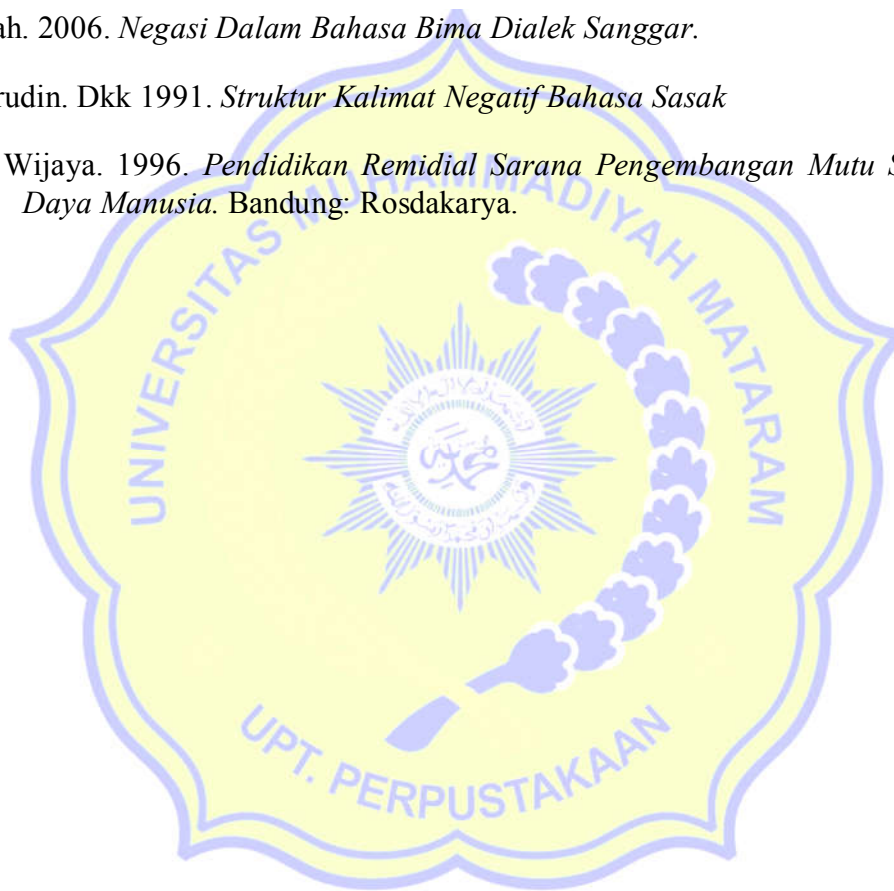 ah. 2006. Negasi Dalam Bahasa Bima Dialek Sanggar.
rudin. Dkk 1991. Struktur Kalimat Negatif Bahasa Sasak
Wijaya. 1996. Pendidikan Remidial Sarana Pengembangan Mutu S
Daya Manusia. Bandung: Rosdakarya.
UNIVERSITAS MUHAMMADIYAH MATARAM
UPT. PERPUSTAKAAN